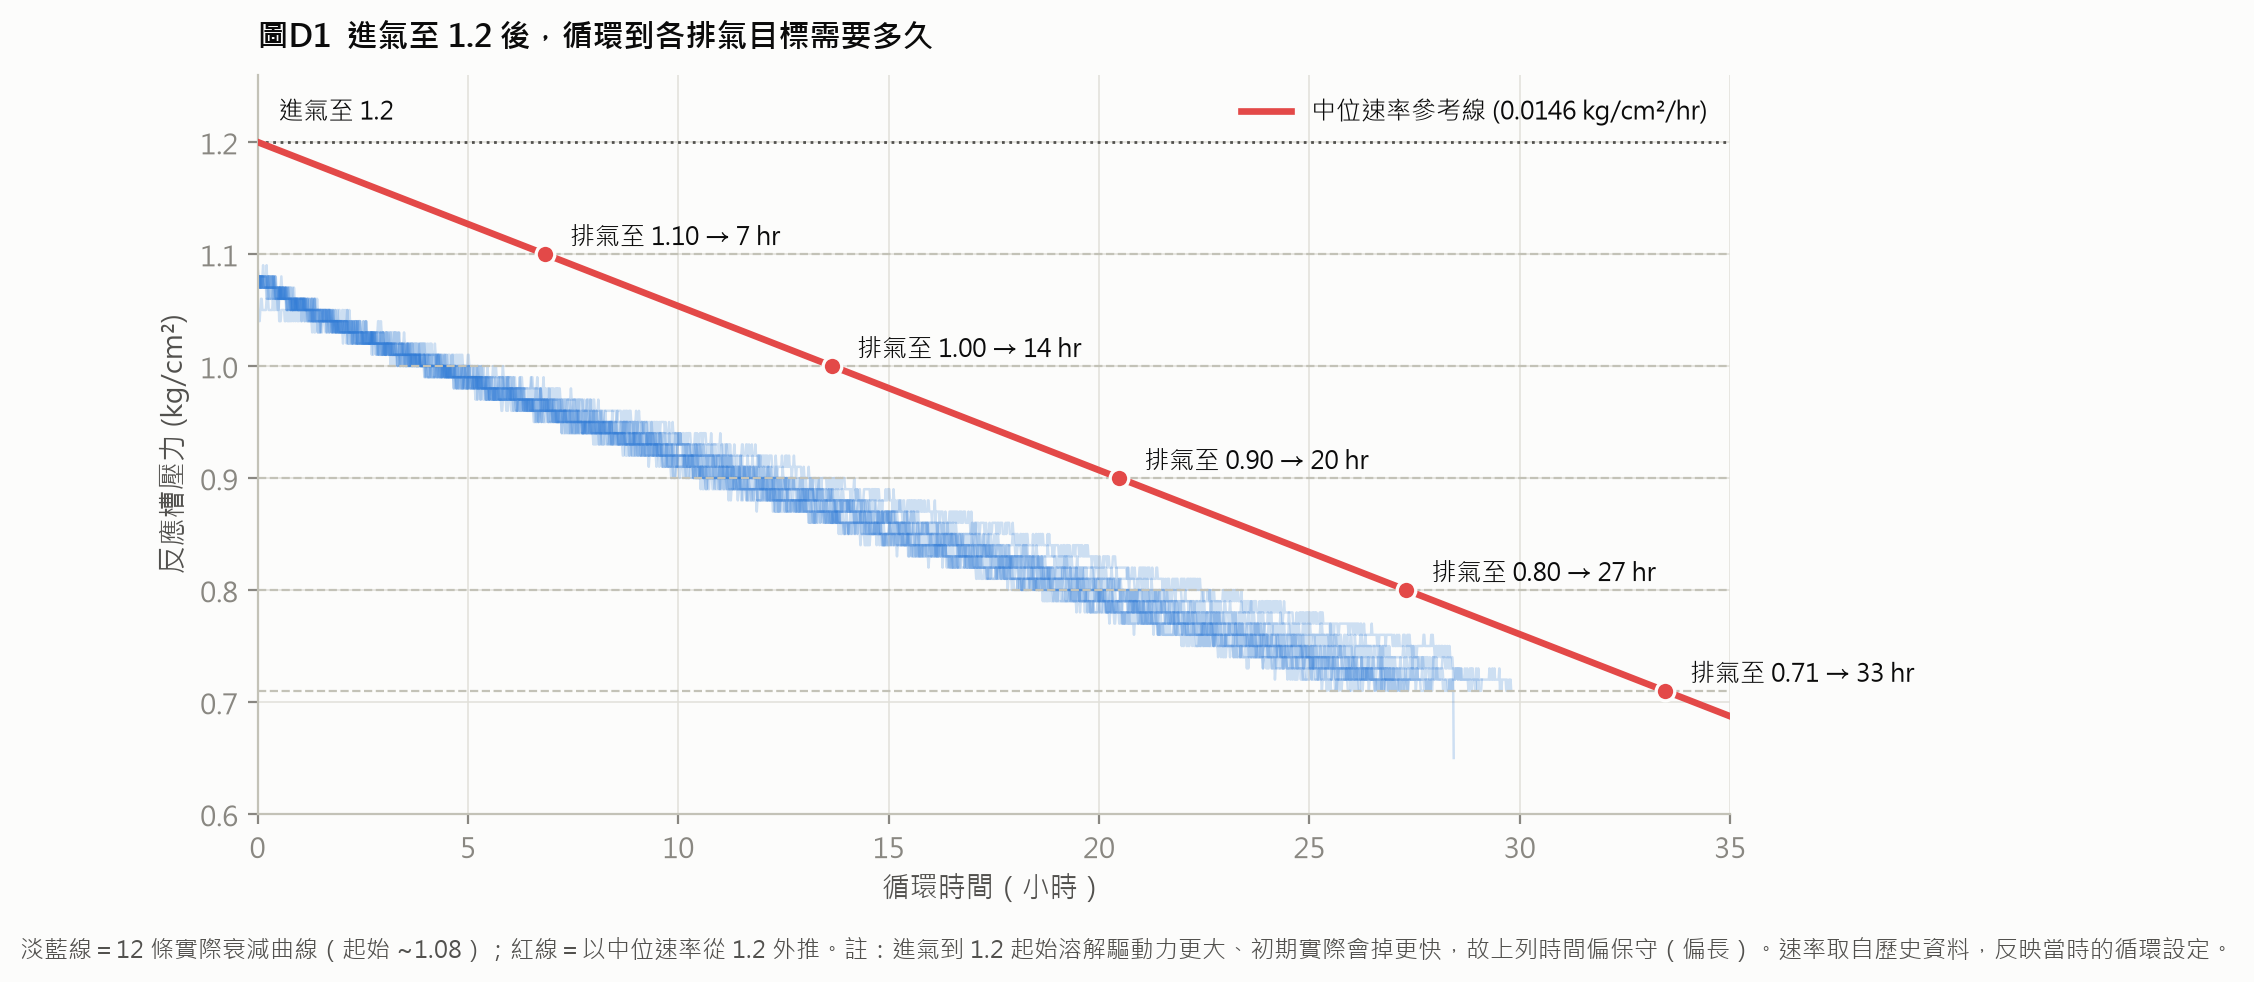 圖D1 進氣至 1.2 後，循環到各排氣目標需要多久
進氣至 1.2
中位速率參考線 (0.0146 kg/cm²/hr)
1.2
排氣至 1.10 → 7 hr
1.1
排氣至 1.00 → 14 hr
1.0
排氣至 0.90 → 20 hr
0.9
排氣至 0.80 → 27 hr
0.8
排氣至 0.71 → 33 hr
0.7
0.6
反應槽壓力 (kg/cm²)
0 5 10 15 20 25 30 35
循環時間（小時）
淡藍線＝12 條實際衰減曲線（起始 ~1.08）；紅線＝以中位速率從 1.2 外推。註：進氣到 1.2 起始溶解驅動力更大、初期實際會掉更快，故上列時間偏保守（偏長）。速率取自歷史資料，反映當時的循環設定。